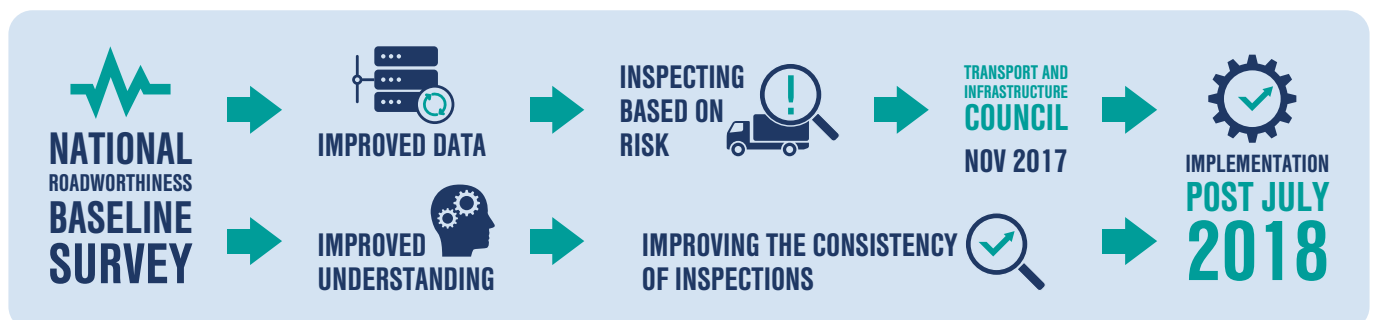 NATIONAL
ROADWORTHINESS
BASELINE
SURVEY
IMPROVED DATA
IMPROVED
UNDERSTANDING
INSPECTING
BASED ON
RISK
IMPROVING THE CONSISTENCY
OF INSPECTIONS
TRANSPORT AND
INFRASTRUCTURE
COUNCIL
NOV 2017
IMPLEMENTATION
POST JULY
2018